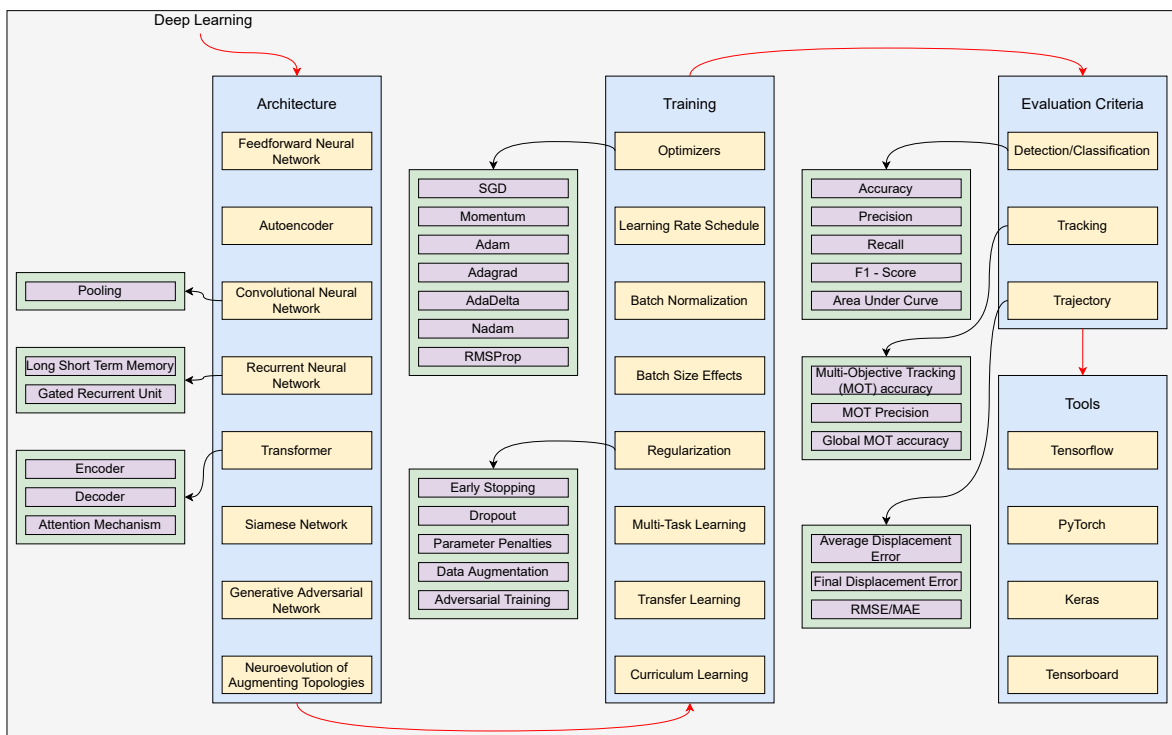 Deep Learning
Architecture
Feedforward Neural
Network
Autoencoder
Convolutional Neural
Network
Pooling
Recurrent Neural
Network
Long Short Term Memory
Gated Recurrent Unit
Transformer
Encoder
Decoder
Attention Mechanism
Siamese Network
Generative Adversarial
Network
Neuroevolution of
Augmenting Topologies
Training
Optimizers
SGD
Momentum
Adam
Adagrad
AdaDelta
Nadam
RMSProp
Learning Rate Schedule
Batch Normalization
Batch Size Effects
Regularization
Early Stopping
Dropout
Parameter Penalties
Data Augmentation
Adversarial Training
Multi-Task Learning
Transfer Learning
Curriculum Learning
Evaluation Criteria
Detection/Classification
Accuracy
Precision
Recall
F1 - Score
Area Under Curve
Tracking
Multi-Objective Tracking
(MOT) accuracy
MOT Precision
Global MOT accuracy
Trajectory
Average Displacement
Error
Final Displacement Error
RMSE/MAE
Tools
Tensorflow
PyTorch
Keras
Tensorboard